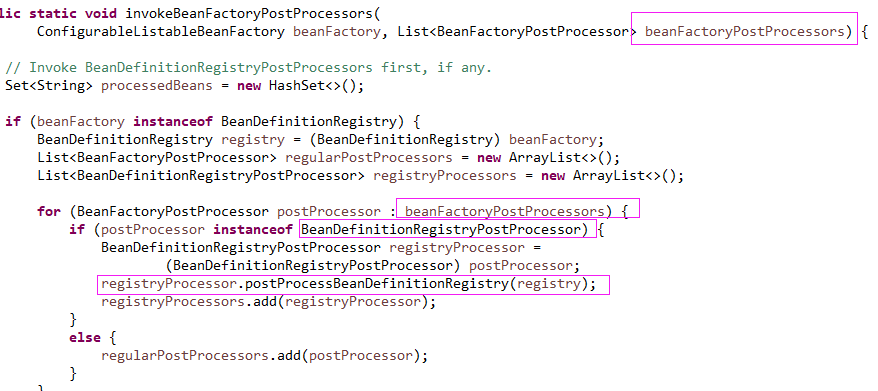 lic static void invokeBeanFactoryPostProcessors(
ConfigurableListableBeanFactory beanFactory, List<BeanFactoryPostProcessor> beanFactoryPostProcessors) {
// Invoke BeanDefinitionRegistryPostProcessors first, if any.
Set<String> processedBeans = new HashSet<>();
if (beanFactory instanceof BeanDefinitionRegistry) {
BeanDefinitionRegistry registry = (BeanDefinitionRegistry) beanFactory;
List<BeanFactoryPostProcessor> regularPostProcessors = new ArrayList<>();
List<BeanDefinitionRegistryPostProcessor> registryProcessors = new ArrayList<>();
for (BeanFactoryPostProcessor postProcessor : beanFactoryPostProcessors) {
if (postProcessor instanceof BeanDefinitionRegistryPostProcessor) {
BeanDefinitionRegistryPostProcessor registryProcessor =
(BeanDefinitionRegistryPostProcessor) postProcessor;
registryProcessor.postProcessBeanDefinitionRegistry(registry);
registryProcessors.add(registryProcessor);
}
else {
regularPostProcessors.add(postProcessor);
}